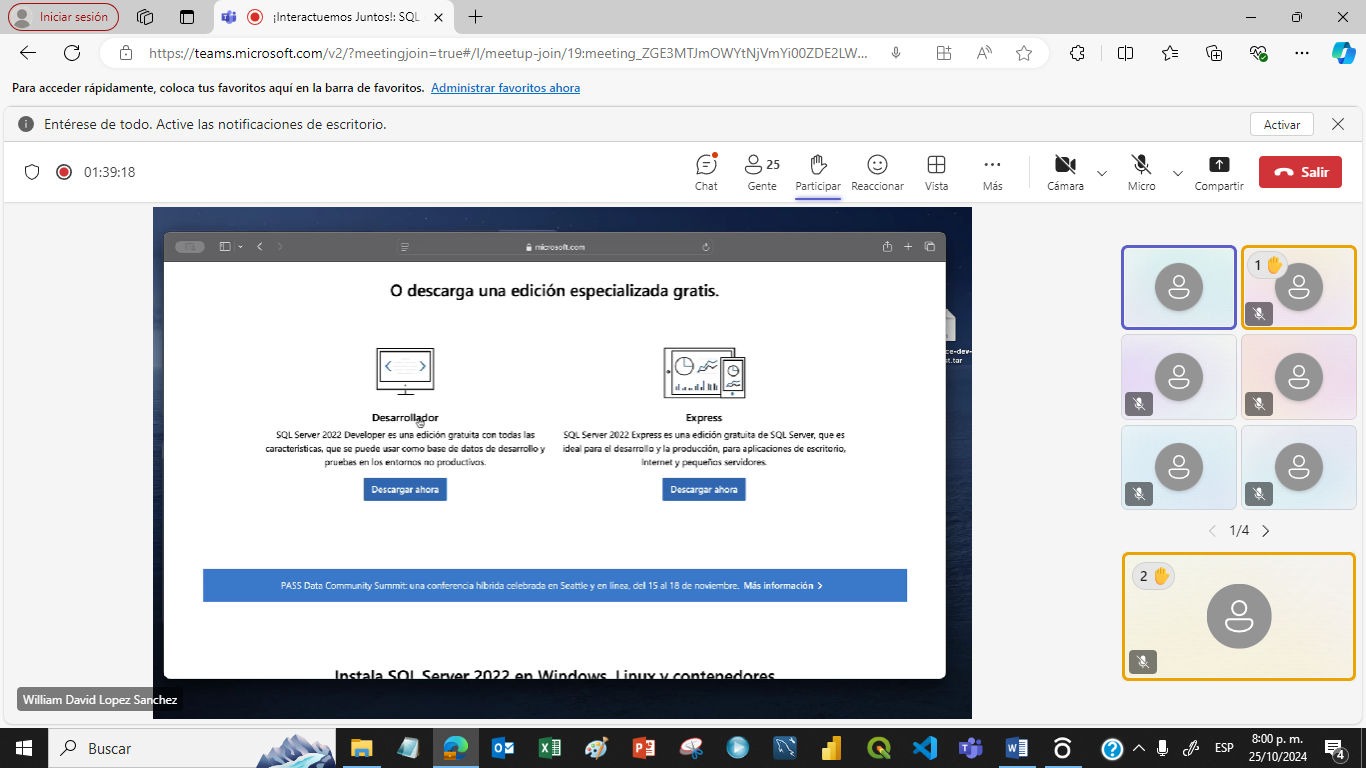 Iniciar sesión
¡Interactuemos Juntos!: SQL
https://teams.microsoft.com/v2/?meetingjoin=true#/l/meetup-join/19:meeting_ZGE3MTJmOWYtNjVmYi00ZDE2LW...
Para acceder rápidamente, coloca tus favoritos aquí en la barra de favoritos. Administrar favoritos ahora
Entérese de todo. Active las notificaciones de escritorio.
Activar
01:39:18
Chat
25
Gente
Participar
Reaccionar
Vista
Más
Cámara
Micro
Compartir
Salir
microsoft.com
O descarga una edición especializada gratis.
Desarrollador
SQL Server 2022 Developer es una edición gratuita con todas las
características, que se puede usar como base de datos de desarrollo y
pruebas en los entornos no productivos.
Descargar ahora
Express
SQL Server 2022 Express es una edición gratuita de SQL Server, que es
ideal para el desarrollo y la producción, para aplicaciones de escritorio,
Internet y pequeños servidores.
Descargar ahora
PASS Data Community Summit: una conferencia híbrida celebrada en Seattle y en línea, del 15 al 18 de noviembre. Más información
Instala SQL Server 2022 en Windows, Linux y contenedores
William David Lopez Sanchez
1
1/4
2
Buscar
ESP
8:00 p. m.
25/10/2024
4